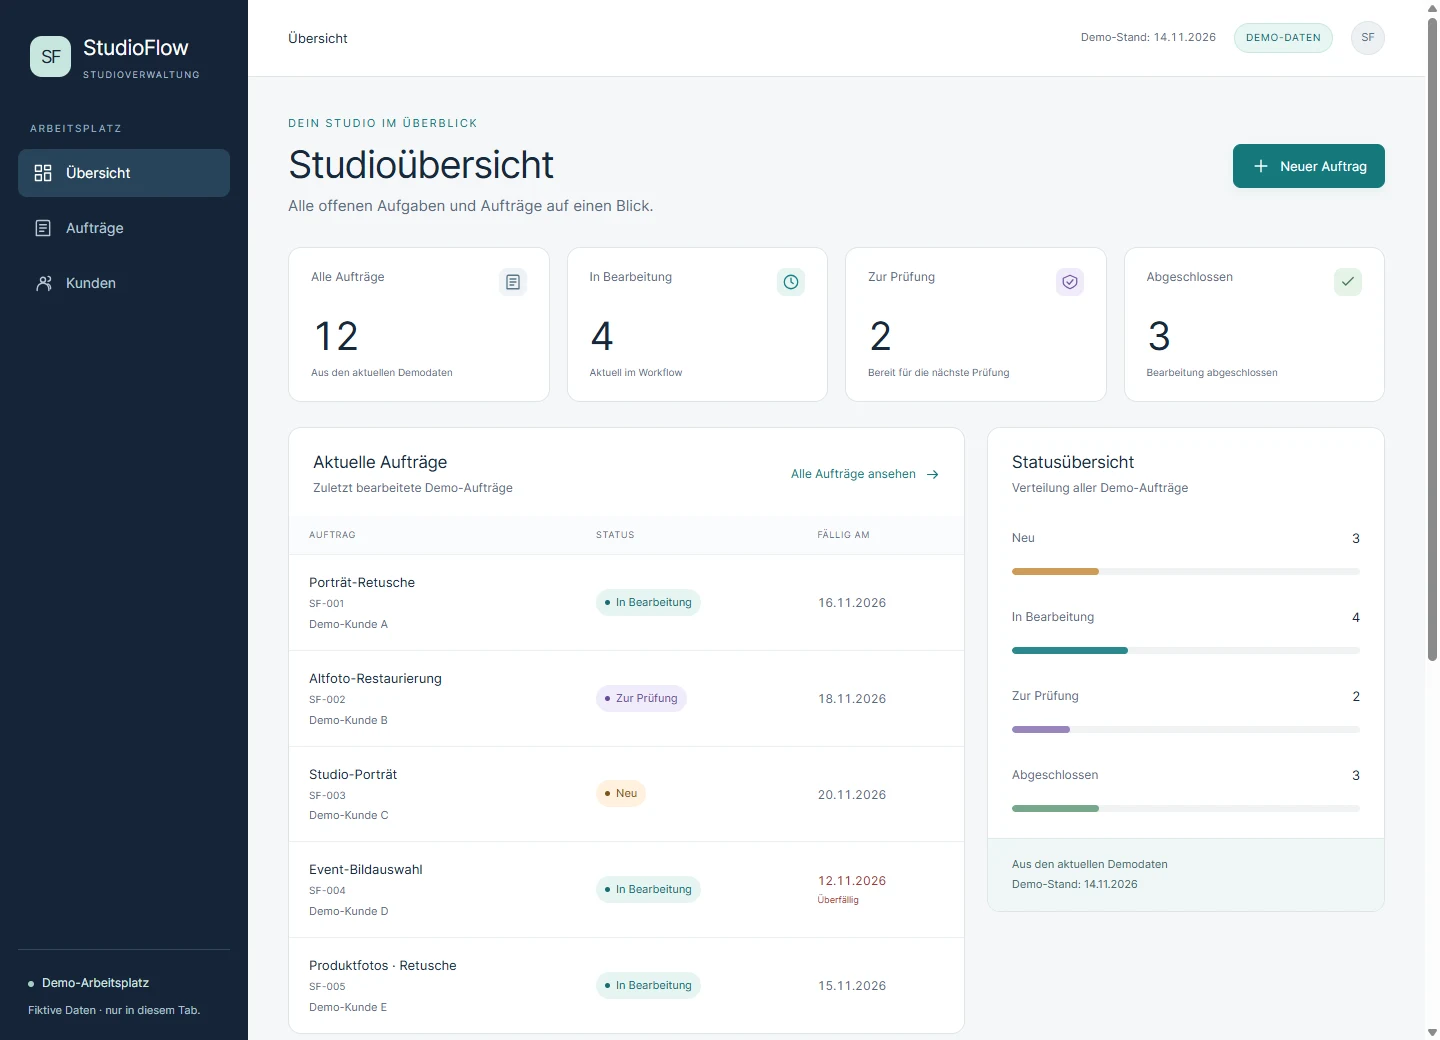 SF
StudioFlow
STUDIOVERWALTUNG
ARBEITSPLATZ
Übersicht
Aufträge
Kunden
Demo-Arbeitsplatz
Fiktive Daten · nur in diesem Tab.
Übersicht
Demo-Stand: 14.11.2026
DEMO-DATEN
SF
DEIN STUDIO IM ÜBERBLICK
Studioübersicht
Alle offenen Aufgaben und Aufträge auf einen Blick.
Neuer Auftrag
Alle Aufträge
12
Aus den aktuellen Demodaten
In Bearbeitung
4
Aktuell im Workflow
Zur Prüfung
2
Bereit für die nächste Prüfung
Abgeschlossen
3
Bearbeitung abgeschlossen
Aktuelle Aufträge
Zuletzt bearbeitete Demo-Aufträge
Alle Aufträge ansehen
AUFTRAG STATUS FÄLLIG AM
Porträt-Retusche
SF-001
Demo-Kunde A
In Bearbeitung
16.11.2026
Altfoto-Restaurierung
SF-002
Demo-Kunde B
Zur Prüfung
18.11.2026
Studio-Porträt
SF-003
Demo-Kunde C
Neu
20.11.2026
Event-Bildauswahl
SF-004
Demo-Kunde D
In Bearbeitung
12.11.2026
Überfällig
Produktfotos · Retusche
SF-005
Demo-Kunde E
In Bearbeitung
15.11.2026
Statusübersicht
Verteilung aller Demo-Aufträge
Neu 3
In Bearbeitung 4
Zur Prüfung 2
Abgeschlossen 3
Aus den aktuellen Demodaten
Demo-Stand: 14.11.2026